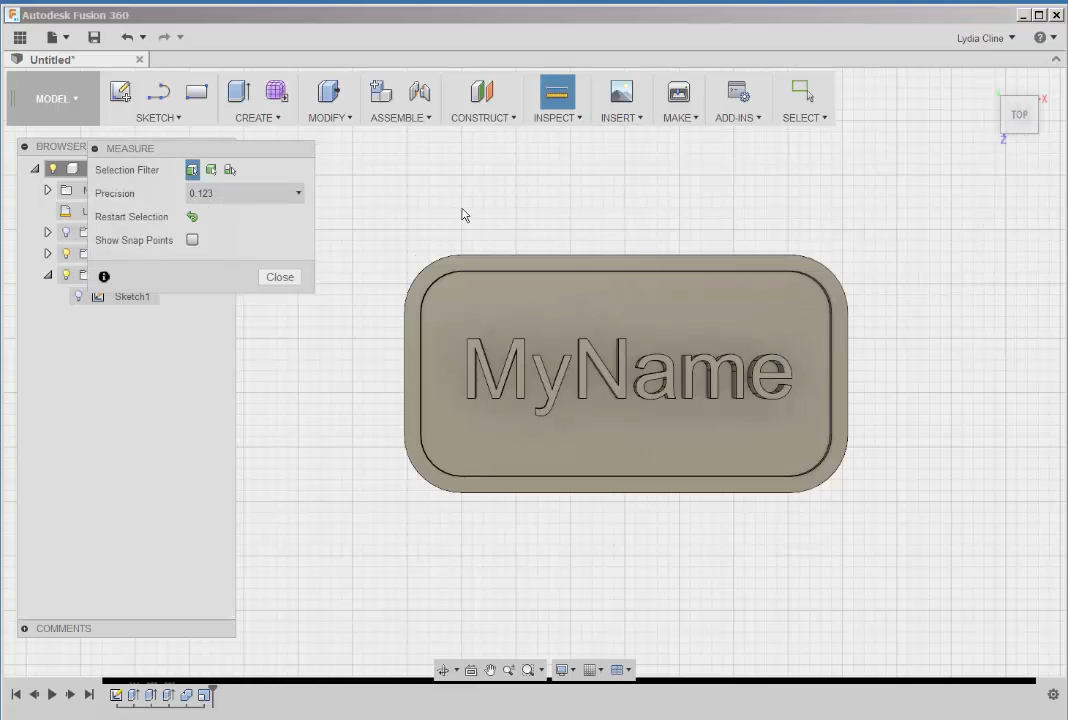 Autodesk Fusion 360
Lydia Cline
Untitled*
MODEL
SKETCH
CREATE
MODIFY
ASSEMBLE
CONSTRUCT
INSPECT
INSERT
MAKE
ADD-INS
SELECT
TOP
X
Z
BROWSER
MEASURE
Selection Filter
Precision
0.123
Restart Selection
Show Snap Points
Close
Sketch1
MyName
COMMENTS